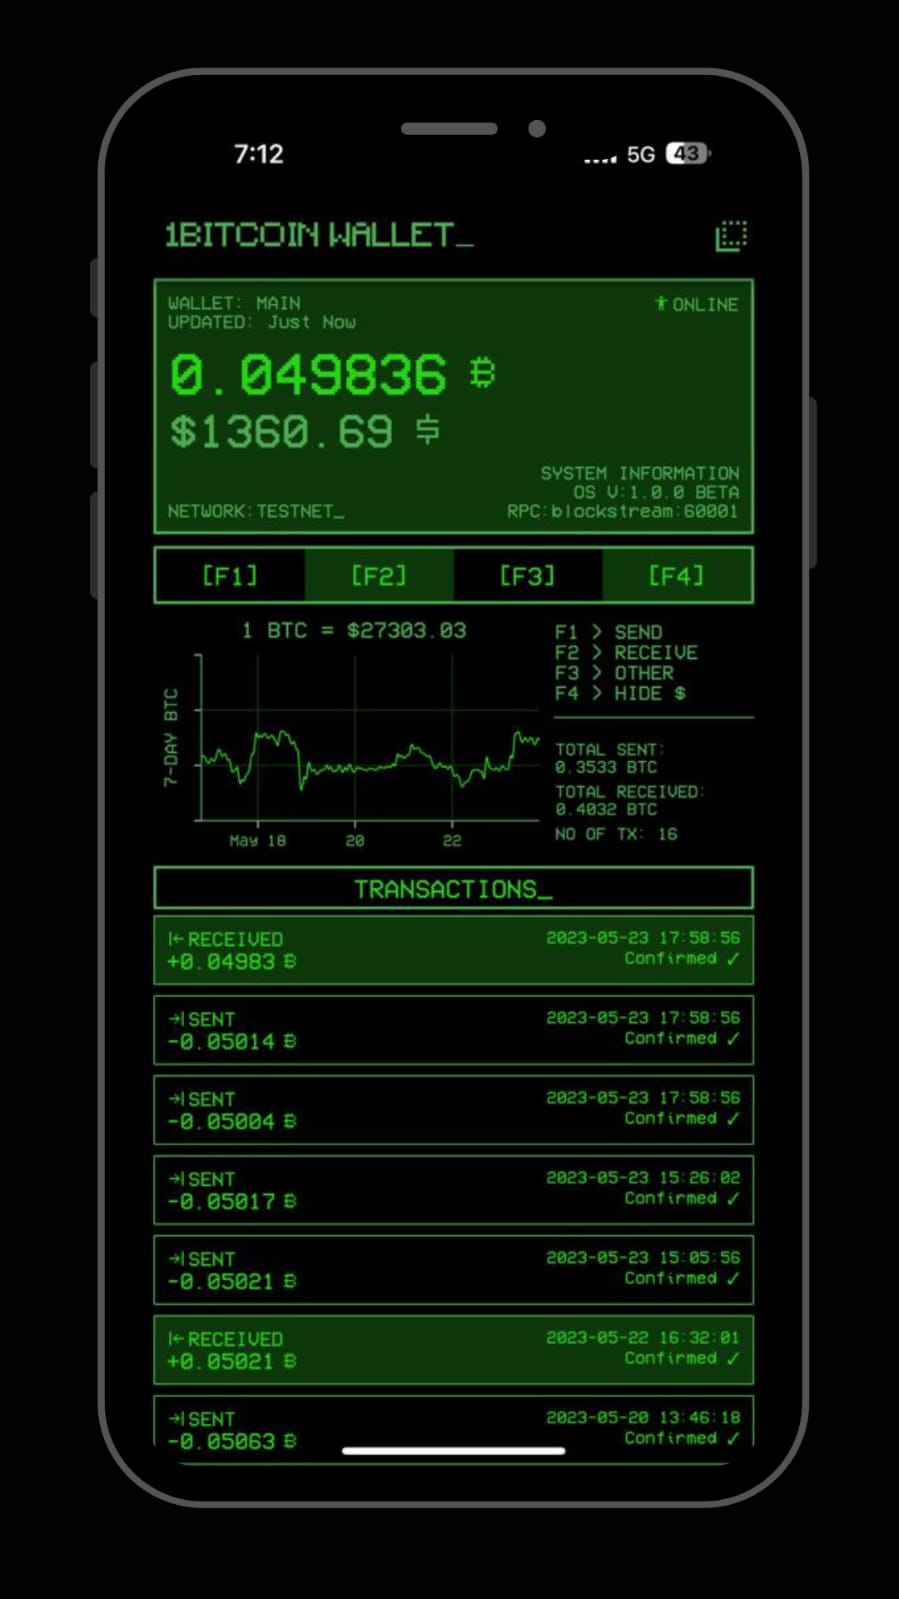 7:12 5G 43
1BITCOIN WALLET_
WALLET: MAIN ONLINE
UPDATED: Just Now
0.049836 ₿
$1360.69 $
SYSTEM INFORMATION
OS V:1.0.0 BETA
NETWORK:TESTNET_ RPC:blockstream:60001
[F1] [F2] [F3] [F4]
1 BTC = $27303.03
7-DAY BTC
May 18 20 22
F1 > SEND
F2 > RECEIVE
F3 > OTHER
F4 > HIDE $
TOTAL SENT:
0.3533 BTC
TOTAL RECEIVED:
0.4032 BTC
NO OF TX: 16
TRANSACTIONS_
RECEIVED 2023-05-23 17:58:56
+0.04983 ₿ Confirmed ✓
SENT 2023-05-23 17:58:56
-0.05014 ₿ Confirmed ✓
SENT 2023-05-23 17:58:56
-0.05004 ₿ Confirmed ✓
SENT 2023-05-23 15:26:02
-0.05017 ₿ Confirmed ✓
SENT 2023-05-23 15:05:56
-0.05021 ₿ Confirmed ✓
RECEIVED 2023-05-22 16:32:01
+0.05021 ₿ Confirmed ✓
SENT 2023-05-20 13:46:18
-0.05063 ₿ Confirmed ✓